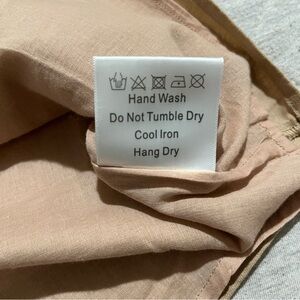 Hand Wash
Do Not Tumble Dry
Cool Iron
Hang Dry